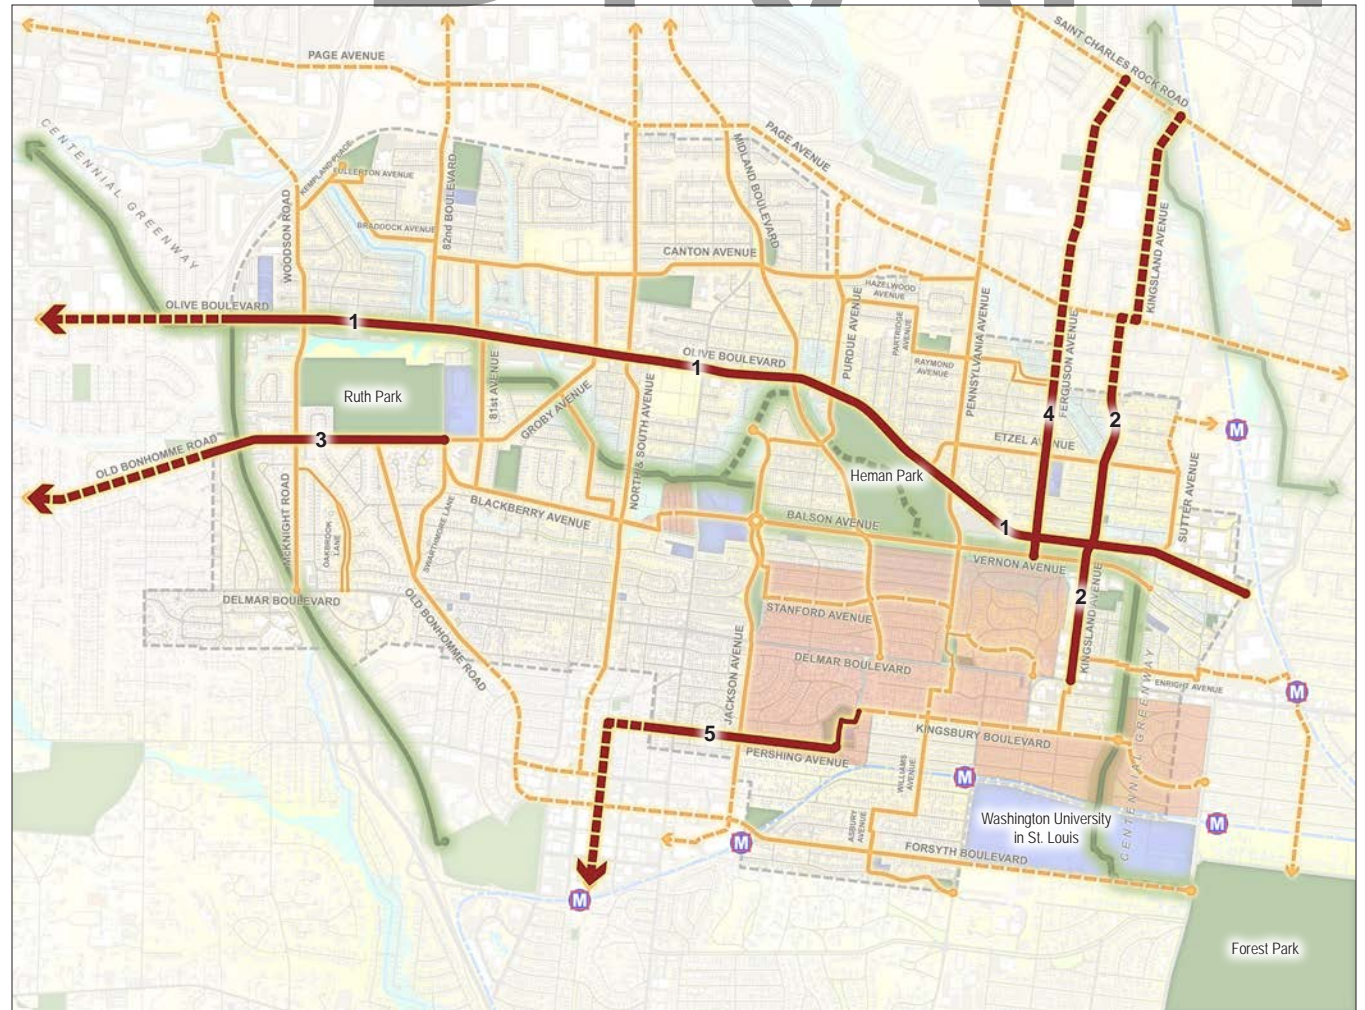 SAINT CHARLES ROCK ROAD
PAGE AVENUE
CENTENNIAL GREENWAY
PAGE AVENUE
MIDLAND BOULEVARD
KEMPLAND PLACE
FULLERTON AVENUE
82nd BOULEVARD
WOODSON ROAD
BRADDOCK AVENUE
CANTON AVENUE
KINGSLAND AVENUE
HAZELWOOD
AVENUE
OLIVE BOULEVARD
1
PURDUE AVENUE
PARTRIDGE
AVENUE
PENNSYLVANIA AVENUE
FERGUSON AVENUE
OLIVE BOULEVARD
1
RAYMOND
AVENUE
81st AVENUE
Ruth Park
GROBY AVENUE
NORTH & SOUTH AVENUE
4
2
M
3
OLD BONHOMME ROAD
ETZEL AVENUE
Heman Park
SUTTER AVENUE
MCKNIGHT ROAD
OAKBROOK
LANE
SWARTHMORE LANE
BLACKBERRY AVENUE
BALSON AVENUE
1
VERNON AVENUE
DELMAR BOULEVARD
OLD BONHOMME ROAD
STANFORD AVENUE
2
KINGSLAND AVENUE
JACKSON AVENUE
DELMAR BOULEVARD
ENRIGHT AVENUE
M
5
PERSHING AVENUE
KINGSBURY BOULEVARD
WILLIAMS
AVENUE
M
CENTENNIAL GREENWAY
Washington University
in St. Louis
M
ASBURY
AVENUE
M
FORSYTH BOULEVARD
M
Forest Park